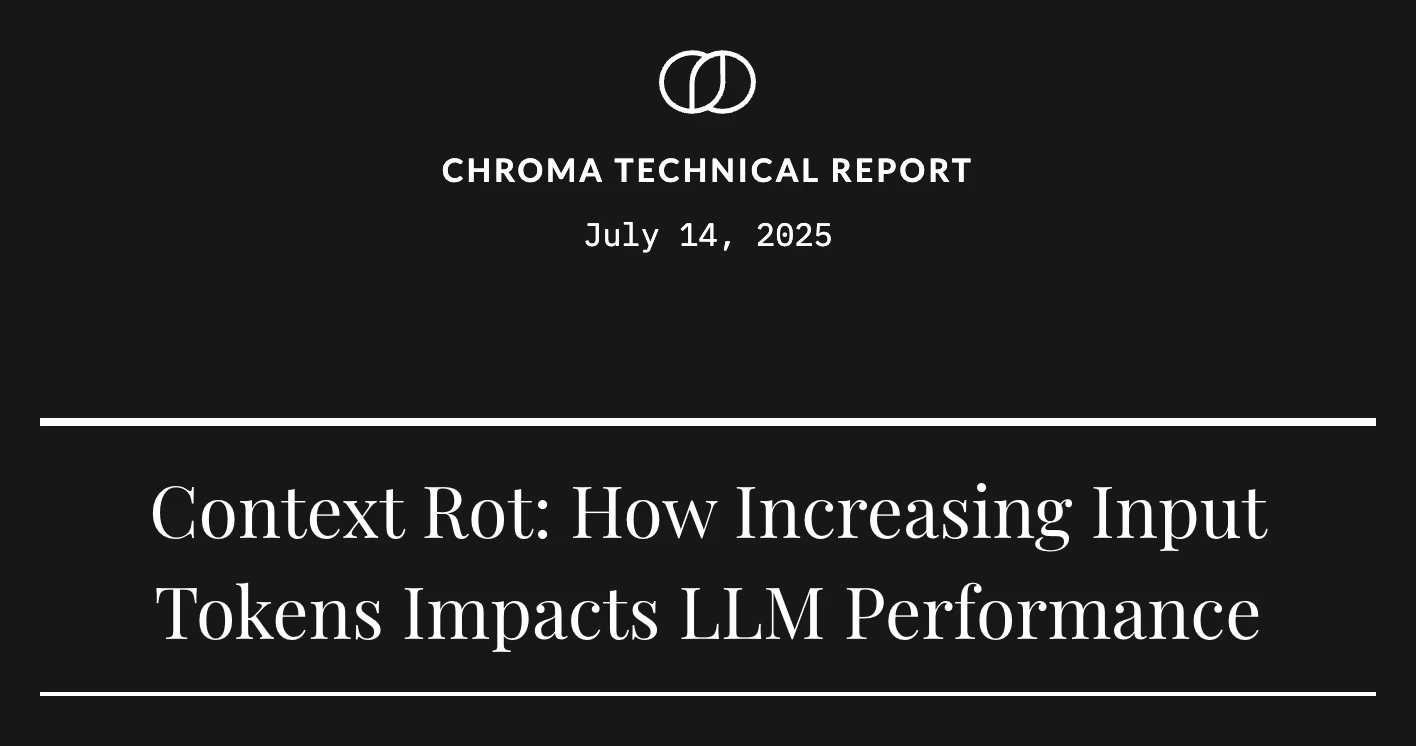 CHROMA TECHNICAL REPORT
July 14, 2025
Context Rot: How Increasing Input
Tokens Impacts LLM Performance